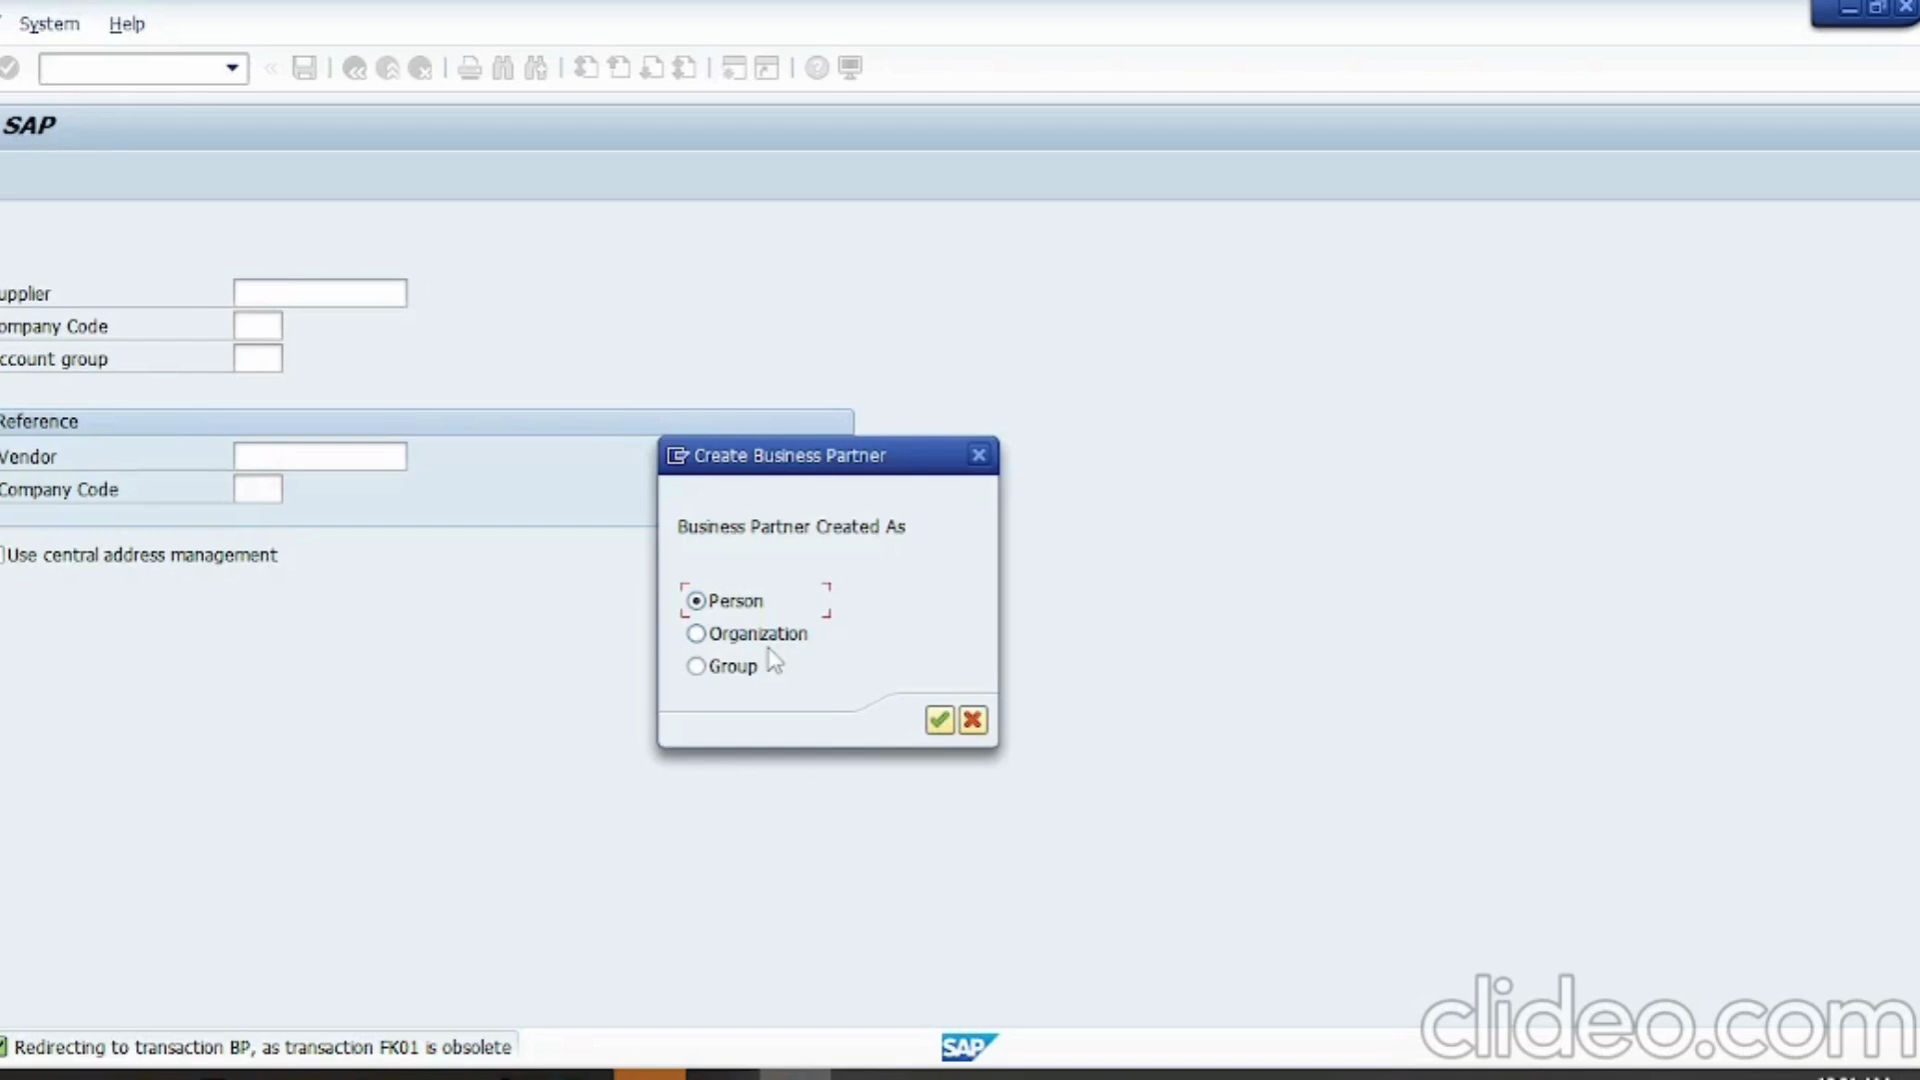 System Help
SAP
upplier
ompany Code
ccount group
Reference
Vendor
Company Code
Use central address management
Create Business Partner
Business Partner Created As
Person
Organization
Group
Redirecting to transaction BP, as transaction FK01 is obsolete
SAP
clideo.com